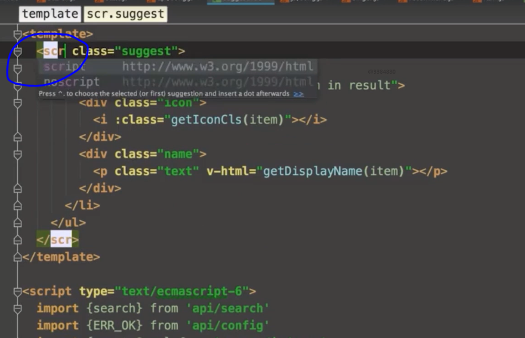 template scr.suggest
<template>
<scr class="suggest">
script http://www.w3.org/1999/html
noscript http://www.w3.org/1999/html in result">
Press ^. to choose the selected (or first) suggestion and insert a dot afterwards >>
<div class="icon">
<i :class="getIconCls(item)"></i>
</div>
<div class="name">
<p class="text" v-html="getDisplayName(item)"></p>
</div>
</li>
</ul>
</scr>
</template>
<script type="text/ecmascript-6">
import {search} from 'api/search'
import {ERR_OK} from 'api/config'